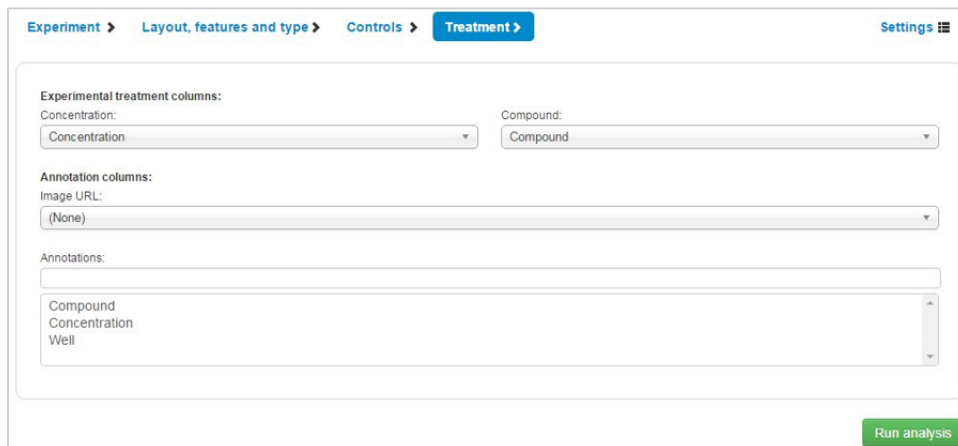 Experiment Layout, features and type Controls Treatment Settings
Experimental treatment columns:
Concentration: Compound:
Concentration Compound
Annotation columns:
Image URL:
(None)
Annotations:
Compound
Concentration
Well
Run analysis